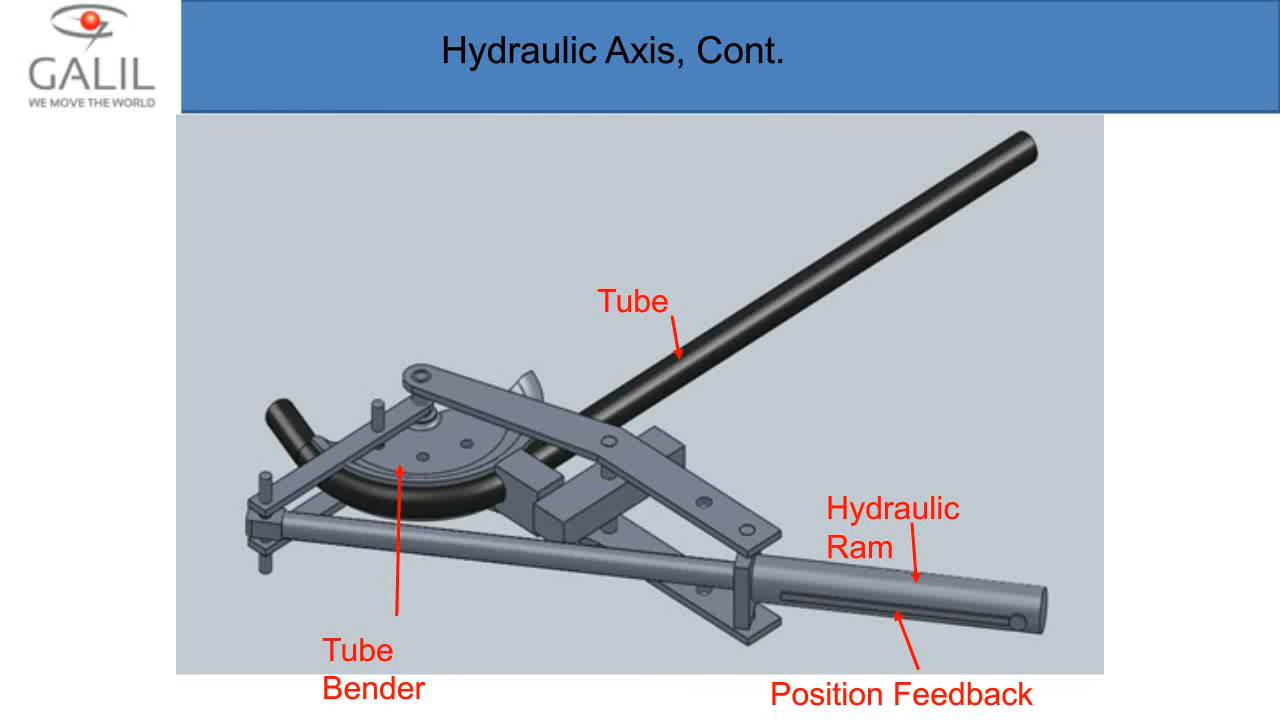 GALIL
WE MOVE THE WORLD
Hydraulic Axis, Cont.
Tube
Hydraulic
Ram
Tube
Bender
Position Feedback